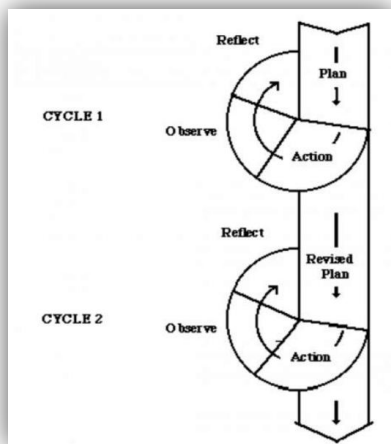 Reflect
Plan
CYCLE 1
Observe
Action
Reflect
Revised
Plan
CYCLE 2
Observe
Action